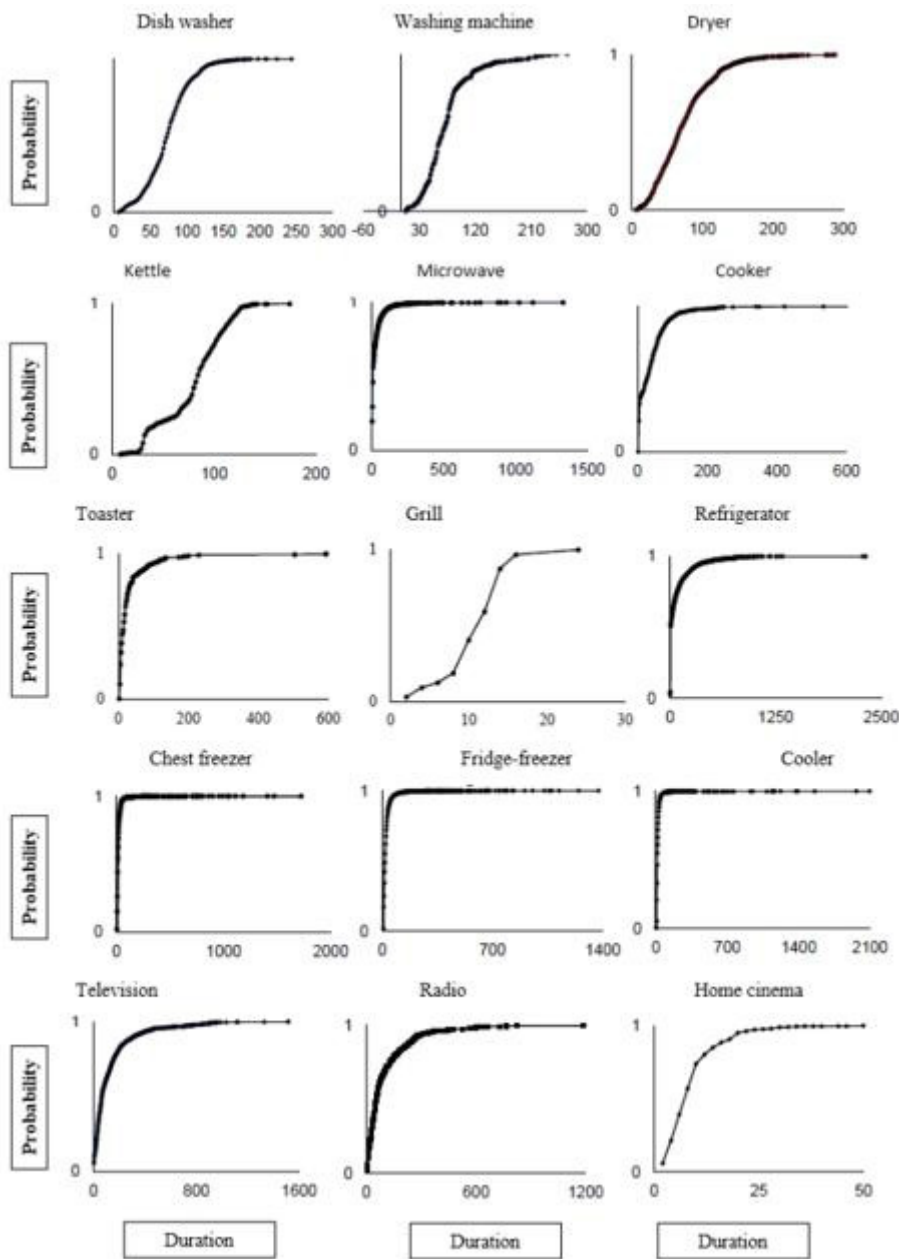 Dish washer Washing machine Dryer
Probability
1
0 0 0
0 50 100 150 200 250 300 -60 30 120 210 300 0 100 200 300
Kettle Microwave Cooker
Probability
1 1 1
0 0 0
0 100 200 0 500 1000 1500 0 200 400 600
Toaster Grill Refrigerator
Probability
1 1 1
0 0 0
0 200 400 600 0 10 20 30 0 1250 2500
Chest freezer Fridge-freezer Cooler
Probability
1 1 1
0 0 0
0 1000 2000 0 700 1400 0 700 1400 2100
Television Radio Home cinema
Probability
1 1 1
0 0 0
0 800 1600 0 600 1200 0 25 50
Duration Duration Duration